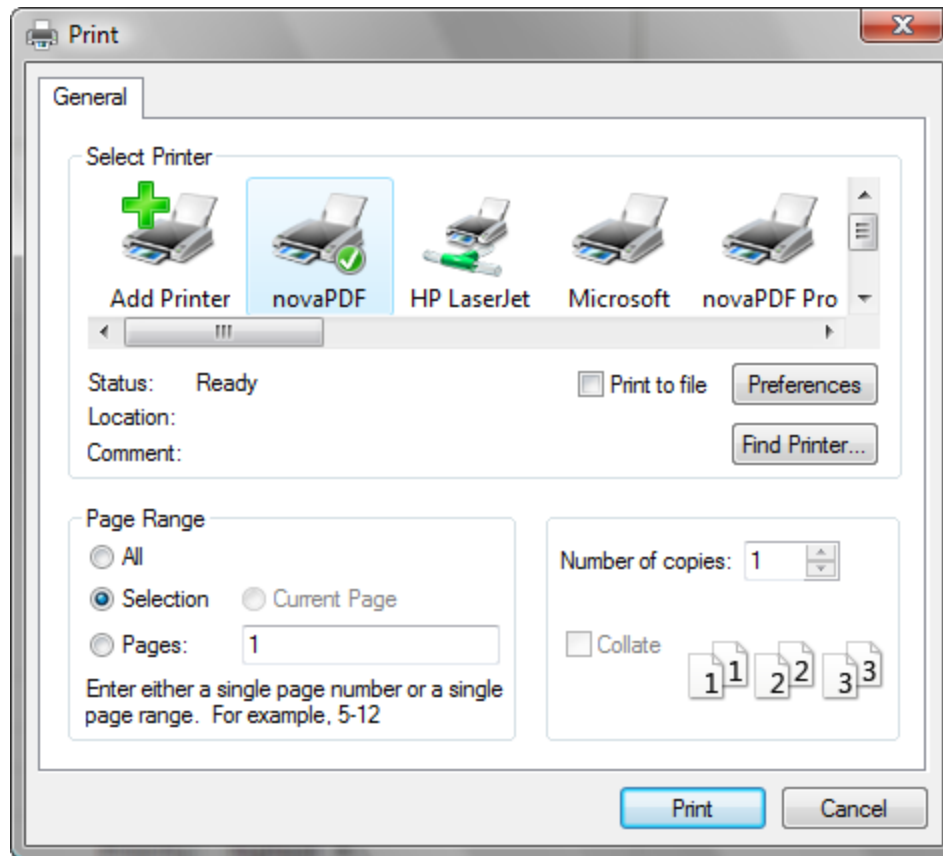 Print
General
Select Printer
Add Printer novaPDF HP LaserJet Microsoft novaPDF Pro
Status: Ready
Print to file Preferences
Location:
Comment:
Find Printer...
Page Range
All
Selection Current Page
Pages: 1
Enter either a single page number or a single
page range. For example, 5-12
Number of copies: 1
Collate
1 1 2 2 3 3
Print Cancel